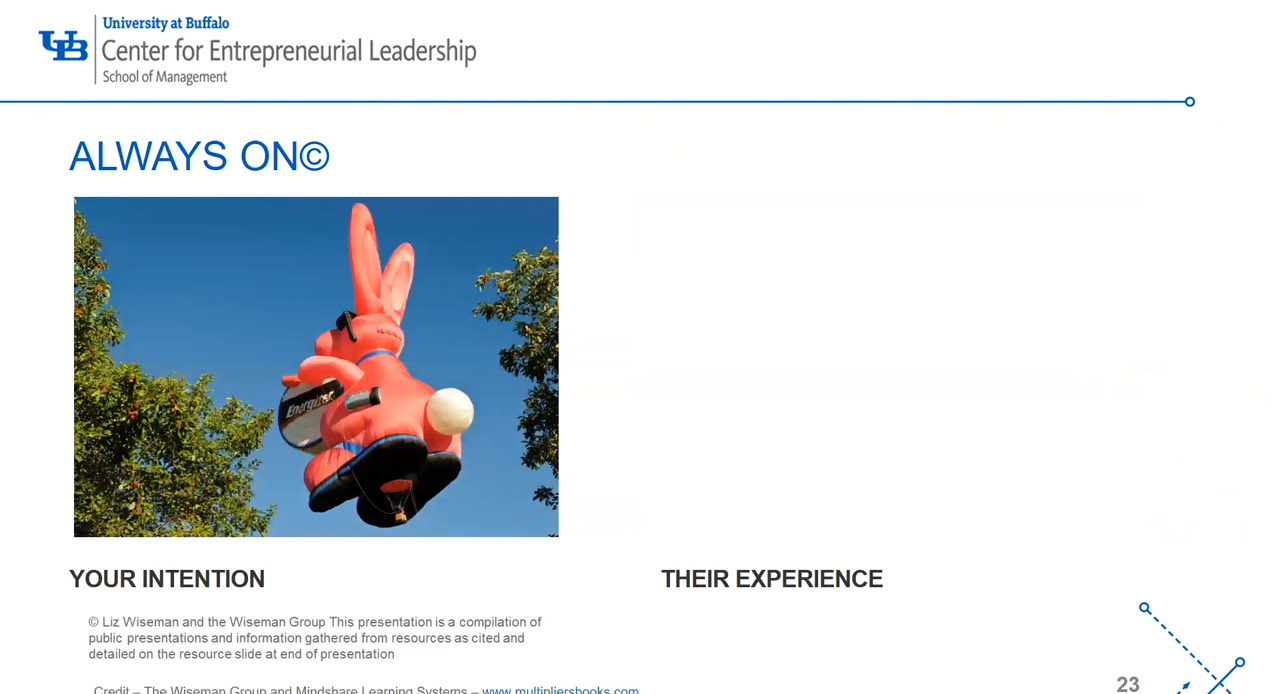 University at Buffalo
UB
Center for Entrepreneurial Leadership
School of Management
ALWAYS ON©
Energizer
YOUR INTENTION
THEIR EXPERIENCE
© Liz Wiseman and the Wiseman Group This presentation is a compilation of
public presentations and information gathered from resources as cited and
detailed on the resource slide at end of presentation
Credit – The Wiseman Group and Mindshare Learning Systems – www.multipliersbooks.com
23